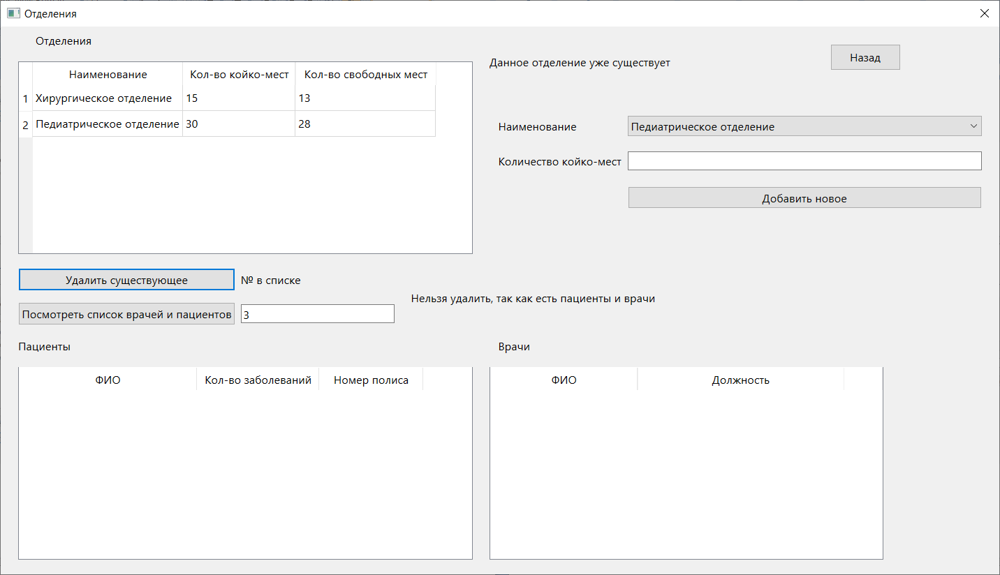 Отделения
Отделения
Назад
Данное отделение уже существует
Наименование Кол-во койко-мест Кол-во свободных мест
1 Хирургическое отделение 15 13
2 Педиатрическое отделение 30 28
Наименование Педиатрическое отделение
Количество койко-мест
Добавить новое
Удалить существующее № в списке
Нельзя удалить, так как есть пациенты и врачи
Посмотреть список врачей и пациентов 3
Пациенты
Врачи
ФИО Кол-во заболеваний Номер полиса
ФИО Должность